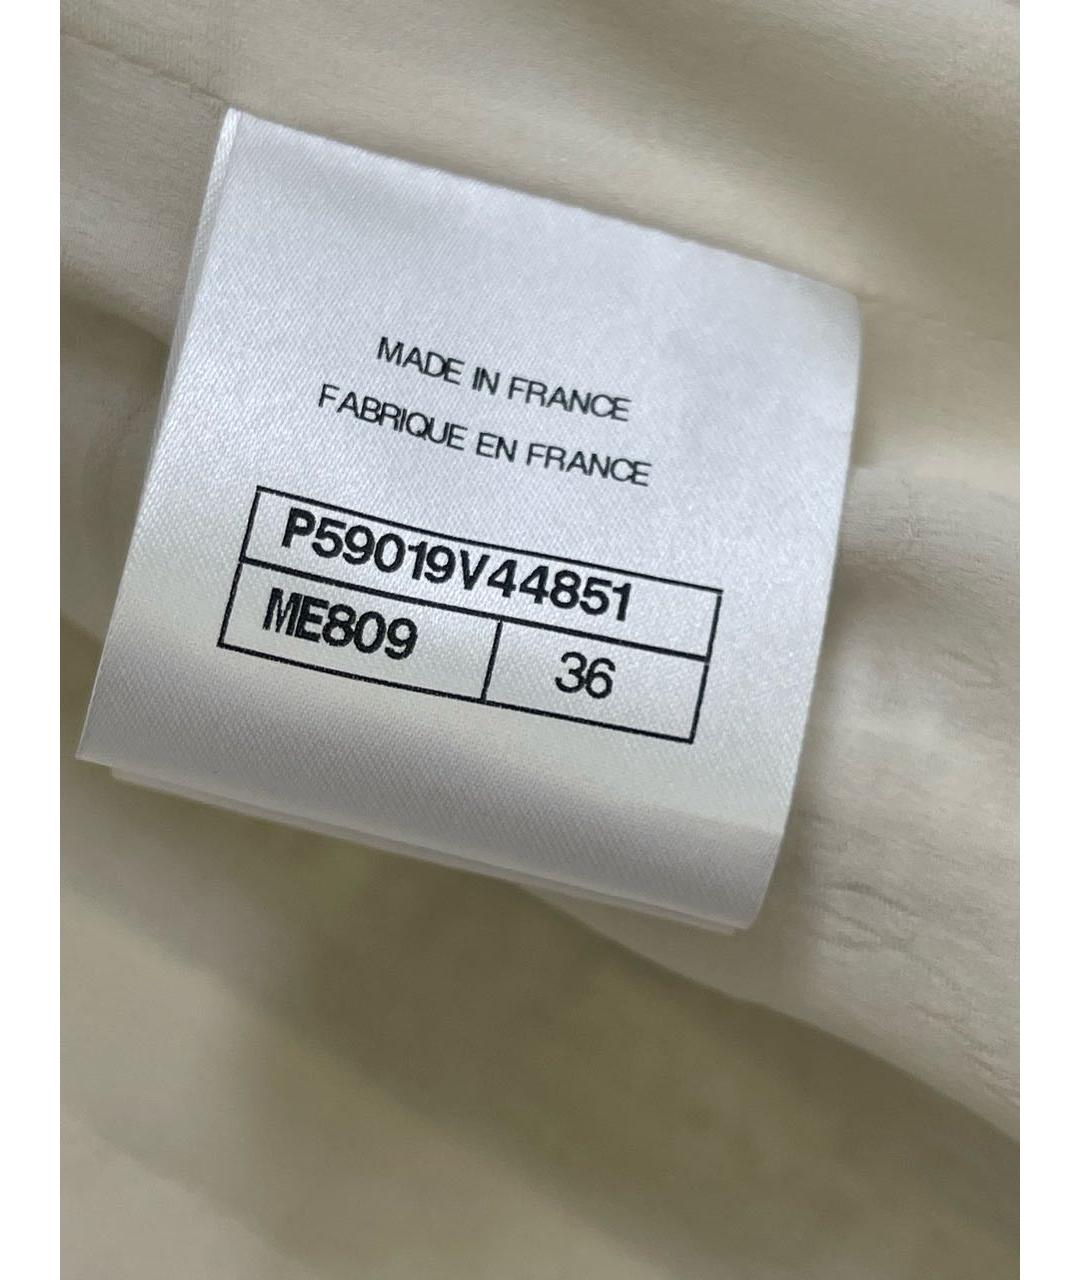 MADE IN FRANCE
FABRIQUE EN FRANCE
P59019V44851
ME809 36